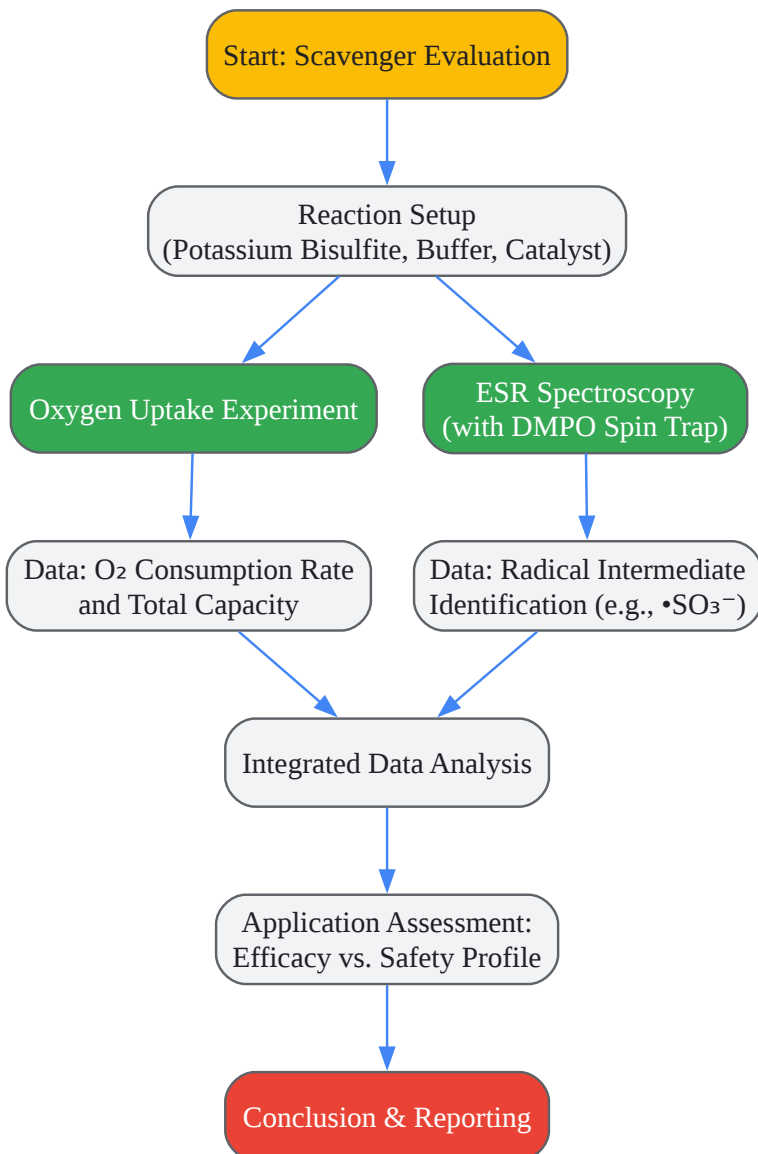 Start: Scavenger Evaluation
Reaction Setup
(Potassium Bisulfite, Buffer, Catalyst)
Oxygen Uptake Experiment
ESR Spectroscopy
(with DMPO Spin Trap)
Data: O₂ Consumption Rate
and Total Capacity
Data: Radical Intermediate
Identification (e.g., •SO₃⁻)
Integrated Data Analysis
Application Assessment:
Efficacy vs. Safety Profile
Conclusion & Reporting